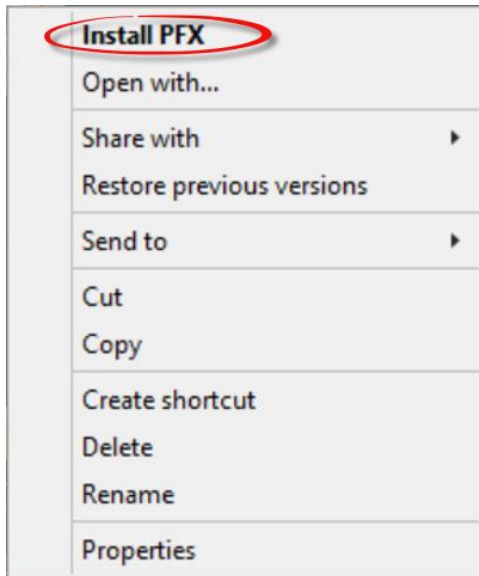 Install PFX
Open with...
Share with
Restore previous versions
Send to
Cut
Copy
Create shortcut
Delete
Rename
Properties